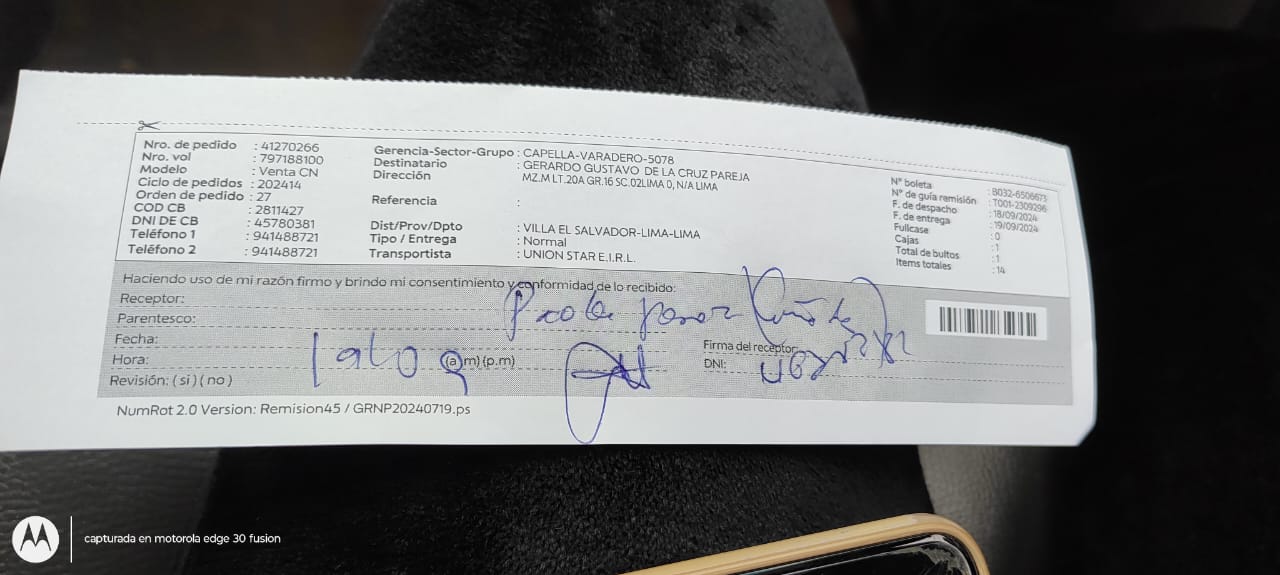 Nro. de pedido : 41270266
Nro. vol : 797188100
Modelo : Venta CN
Ciclo de pedidos : 202414
Orden de pedido : 27
COD CB : 2811427
DNI DE CB : 45780381
Teléfono 1 : 941488721
Teléfono 2 : 941488721
Gerencia-Sector-Grupo : CAPELLA-VARADERO-5078
Destinatario : GERARDO GUSTAVO DE LA CRUZ PAREJA
Dirección MZ.M LT.20A GR.16 SC.02LIMA 0, N/A LIMA
Referencia :
Dist/Prov/Dpto : VILLA EL SALVADOR-LIMA-LIMA
Tipo / Entrega : Normal
Transportista : UNION STAR E.I.R.L.
N° boleta : B032-6506673
N° de guía remisión : T001-2309296
F. de despacho : 18/09/2024
F. de entrega : 19/09/2024
Fullcase : 0
Cajas : 1
Total de bultos : 1
Items totales : 14
Haciendo uso de mi razón firmo y brindo mi consentimiento y conformidad de lo recibido:
Receptor:
Parentesco:
Fecha:
Hora: (a m) (p.m)
Revisión: ( si ) ( no )
Firma del receptor
DNI:
NumRot 2.0 Version: Remision45 / GRNP20240719.ps
capturada en motorola edge 30 fusion